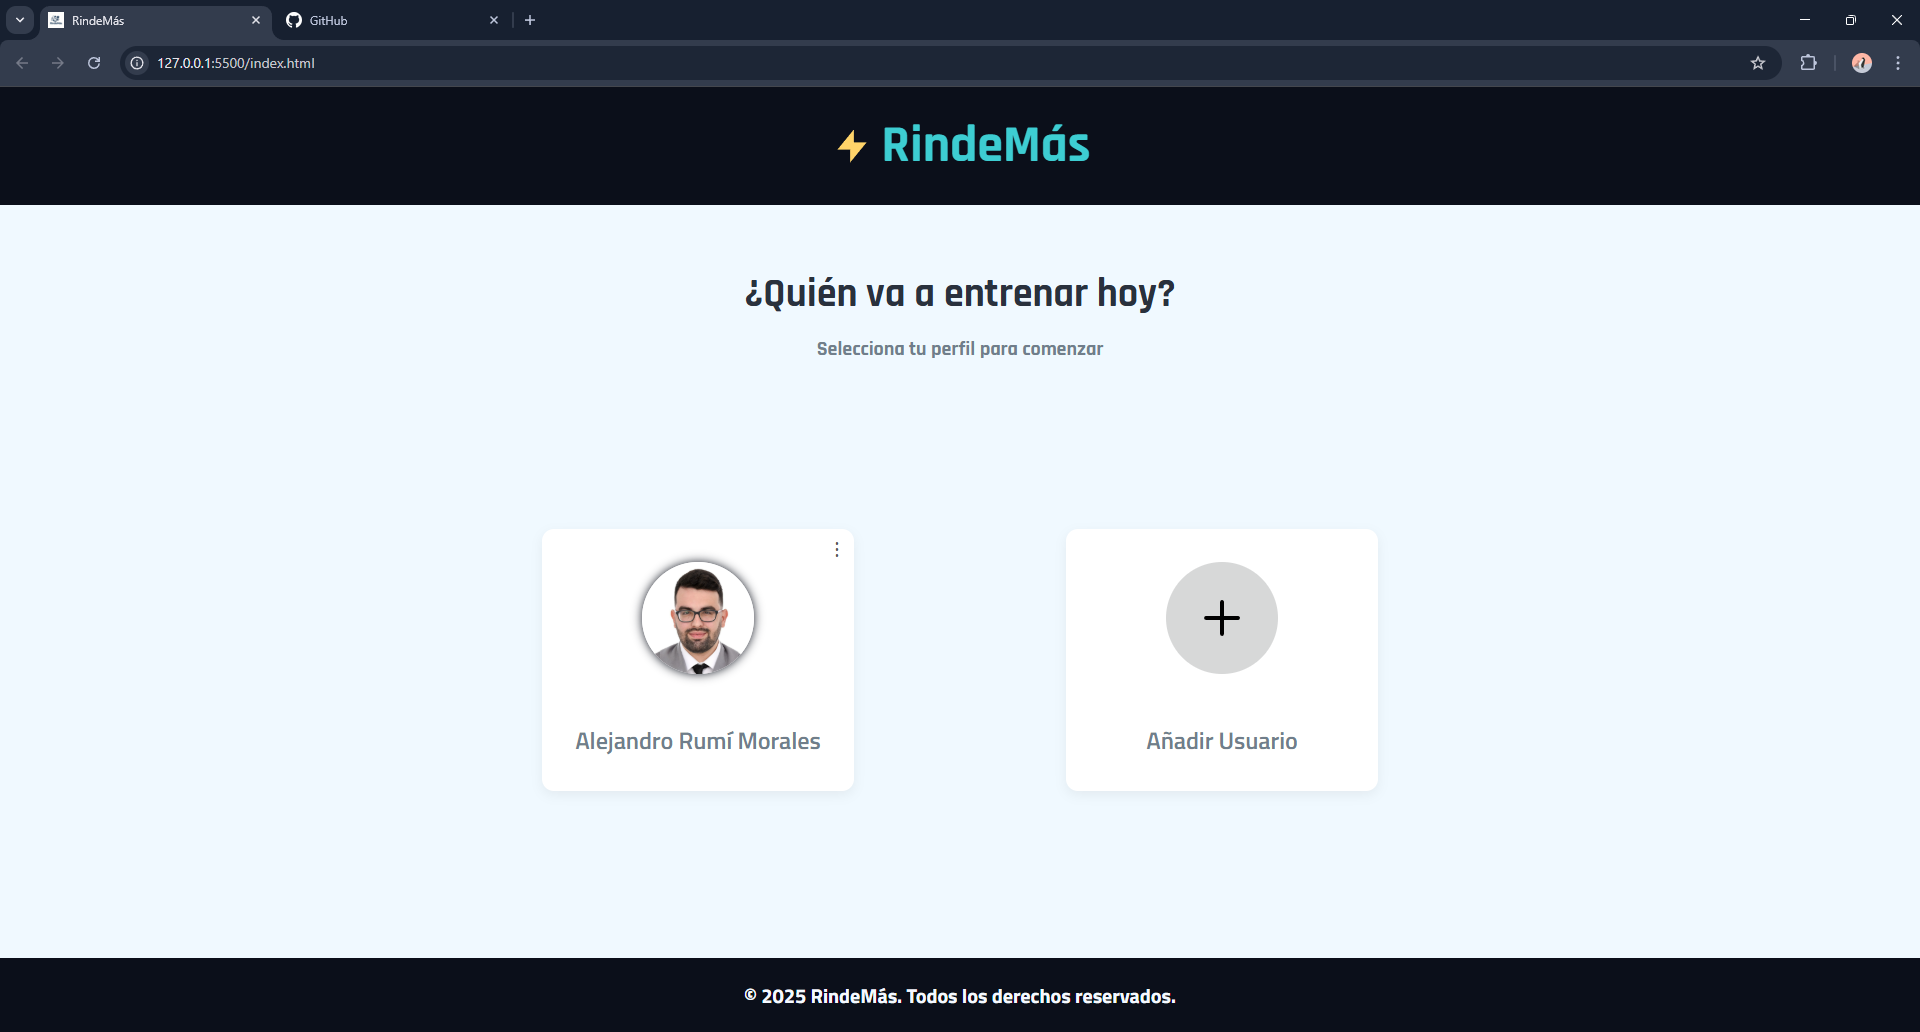 RindeMás
GitHub
127.0.0.1:5500/index.html
RindeMás
¿Quién va a entrenar hoy?
Selecciona tu perfil para comenzar
Alejandro Rumí Morales
Añadir Usuario
© 2025 RindeMás. Todos los derechos reservados.